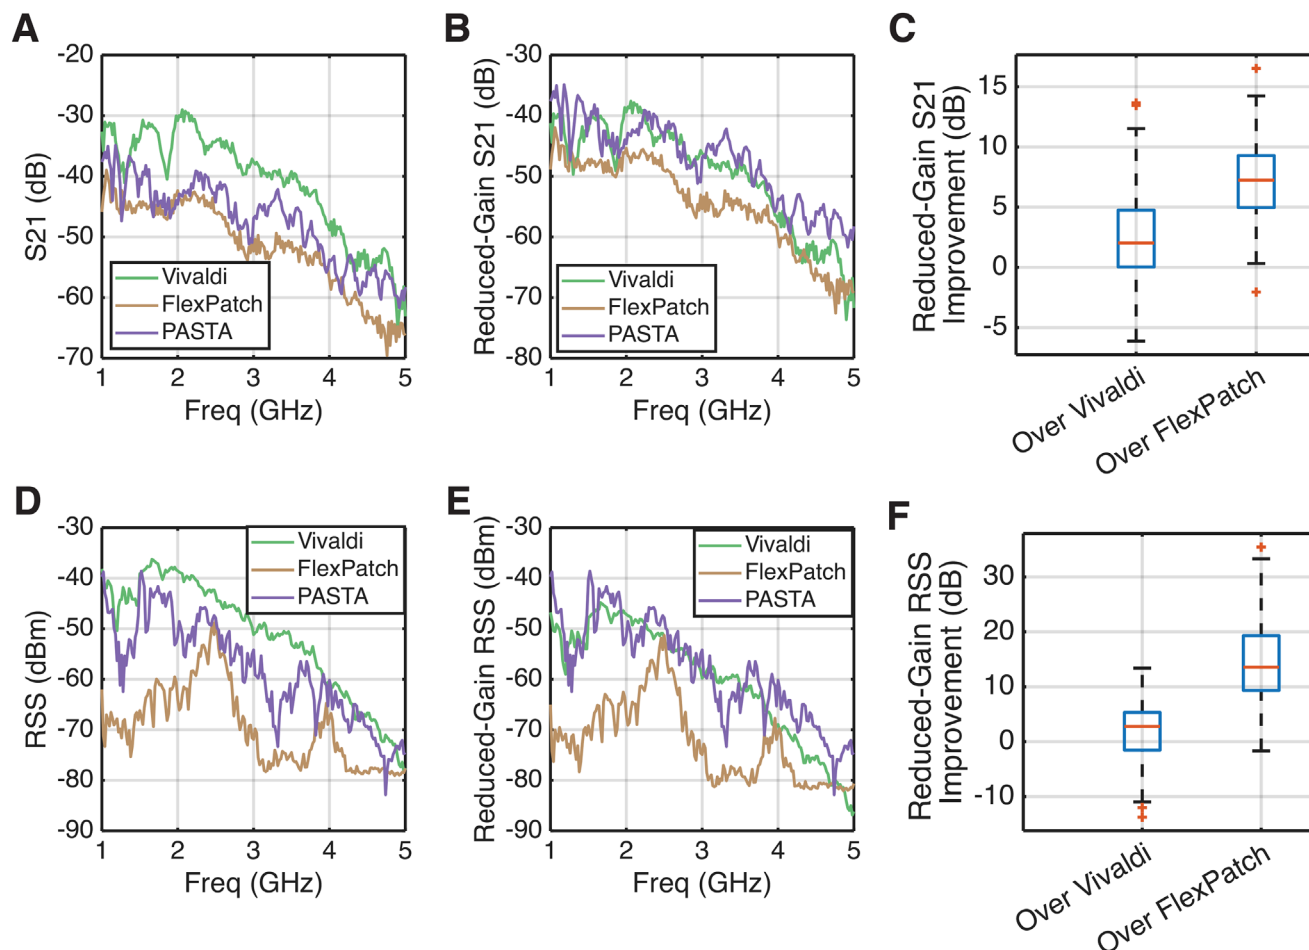 A
S21 (dB)
-20
-30
-40
-50
-60
-70
Vivaldi
FlexPatch
PASTA
1 2 3 4 5
Freq (GHz)
B
Reduced-Gain S21 (dB)
-30
-40
-50
-60
-70
-80
Vivaldi
FlexPatch
PASTA
1 2 3 4 5
Freq (GHz)
C
Reduced-Gain S21
Improvement (dB)
15
10
5
0
-5
Over Vivaldi
Over FlexPatch
D
RSS (dBm)
-30
-40
-50
-60
-70
-80
-90
Vivaldi
FlexPatch
PASTA
1 2 3 4 5
Freq (GHz)
E
Reduced-Gain RSS (dBm)
-30
-40
-50
-60
-70
-80
-90
Vivaldi
FlexPatch
PASTA
1 2 3 4 5
Freq (GHz)
F
Reduced-Gain RSS
Improvement (dB)
30
20
10
0
-10
Over Vivaldi
Over FlexPatch